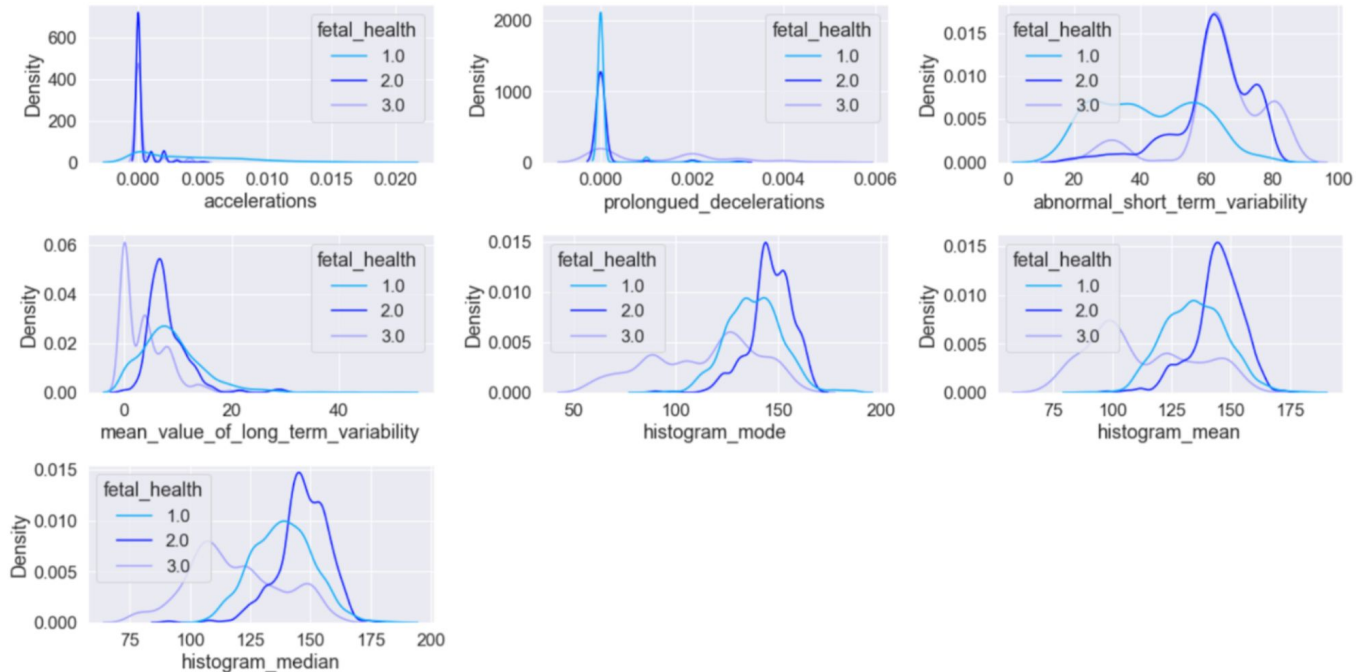 Density
600
400
200
0
fetal_health
1.0
2.0
3.0
0.000 0.005 0.010 0.015 0.020
accelerations
Density
2000
1000
0
fetal_health
1.0
2.0
3.0
0.000 0.002 0.004 0.006
prolongued_decelerations
Density
0.015
0.010
0.005
0.000
fetal_health
1.0
2.0
3.0
0 20 40 60 80 100
abnormal_short_term_variability
Density
0.06
0.04
0.02
0.00
fetal_health
1.0
2.0
3.0
0 20 40
mean_value_of_long_term_variability
Density
0.015
0.010
0.005
0.000
fetal_health
1.0
2.0
3.0
50 100 150 200
histogram_mode
Density
0.015
0.010
0.005
0.000
fetal_health
1.0
2.0
3.0
75 100 125 150 175
histogram_mean
Density
0.015
0.010
0.005
0.000
fetal_health
1.0
2.0
3.0
75 100 125 150 175 200
histogram_median